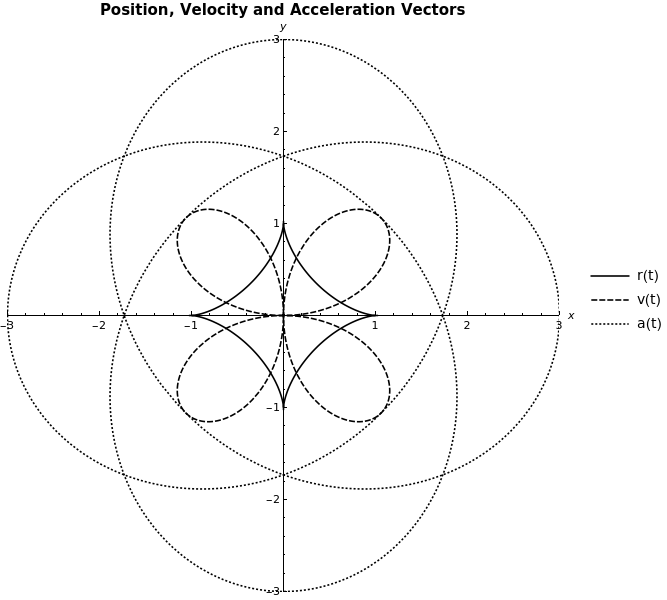 Position, Velocity and Acceleration Vectors
y
3
2
1
−3 −2 −1 1 2 3 x
−1
−2
−3
r(t)
v(t)
a(t)